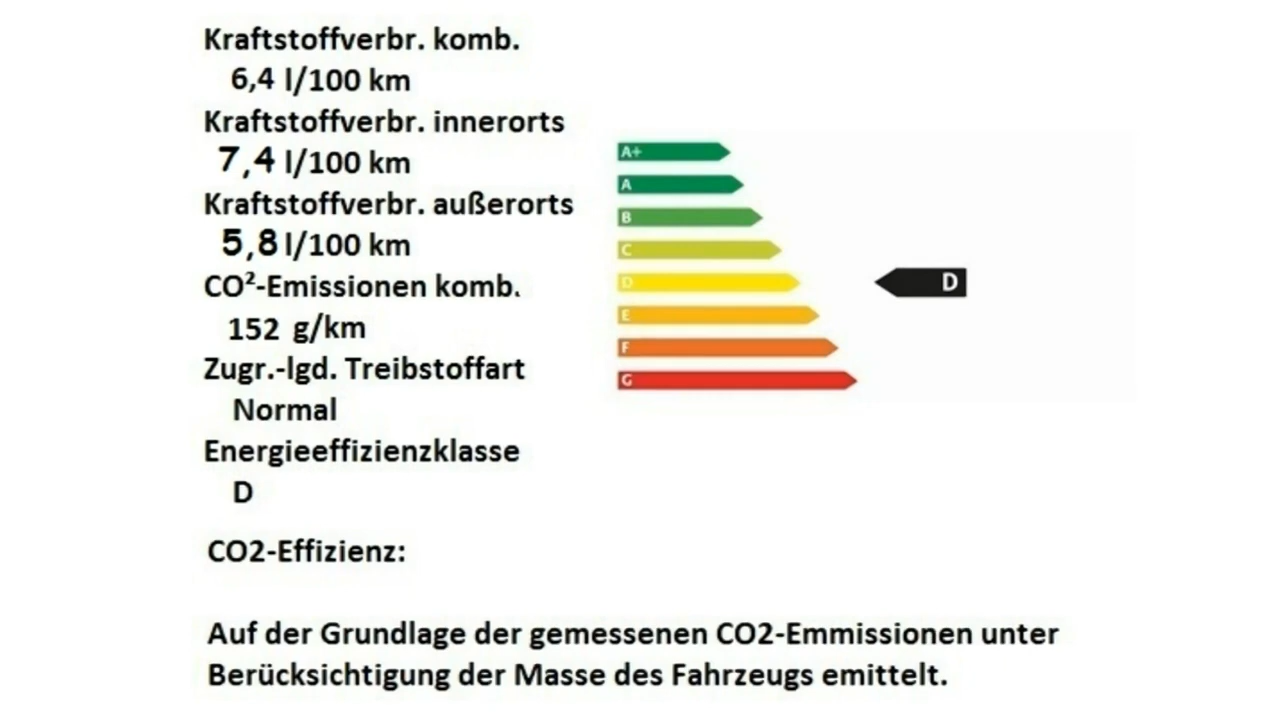 Kraftstoffverbr. komb.
6,4 l/100 km
Kraftstoffverbr. innerorts
7,4 l/100 km
Kraftstoffverbr. außerorts
5,8 l/100 km
CO²-Emissionen komb.
152 g/km
Zugr.-lgd. Treibstoffart
Normal
Energieeffizienzklasse
D
A+
A
B
C
D
D
E
F
G
CO2-Effizienz:
Auf der Grundlage der gemessenen CO2-Emmissionen unter
Berücksichtigung der Masse des Fahrzeugs emittelt.